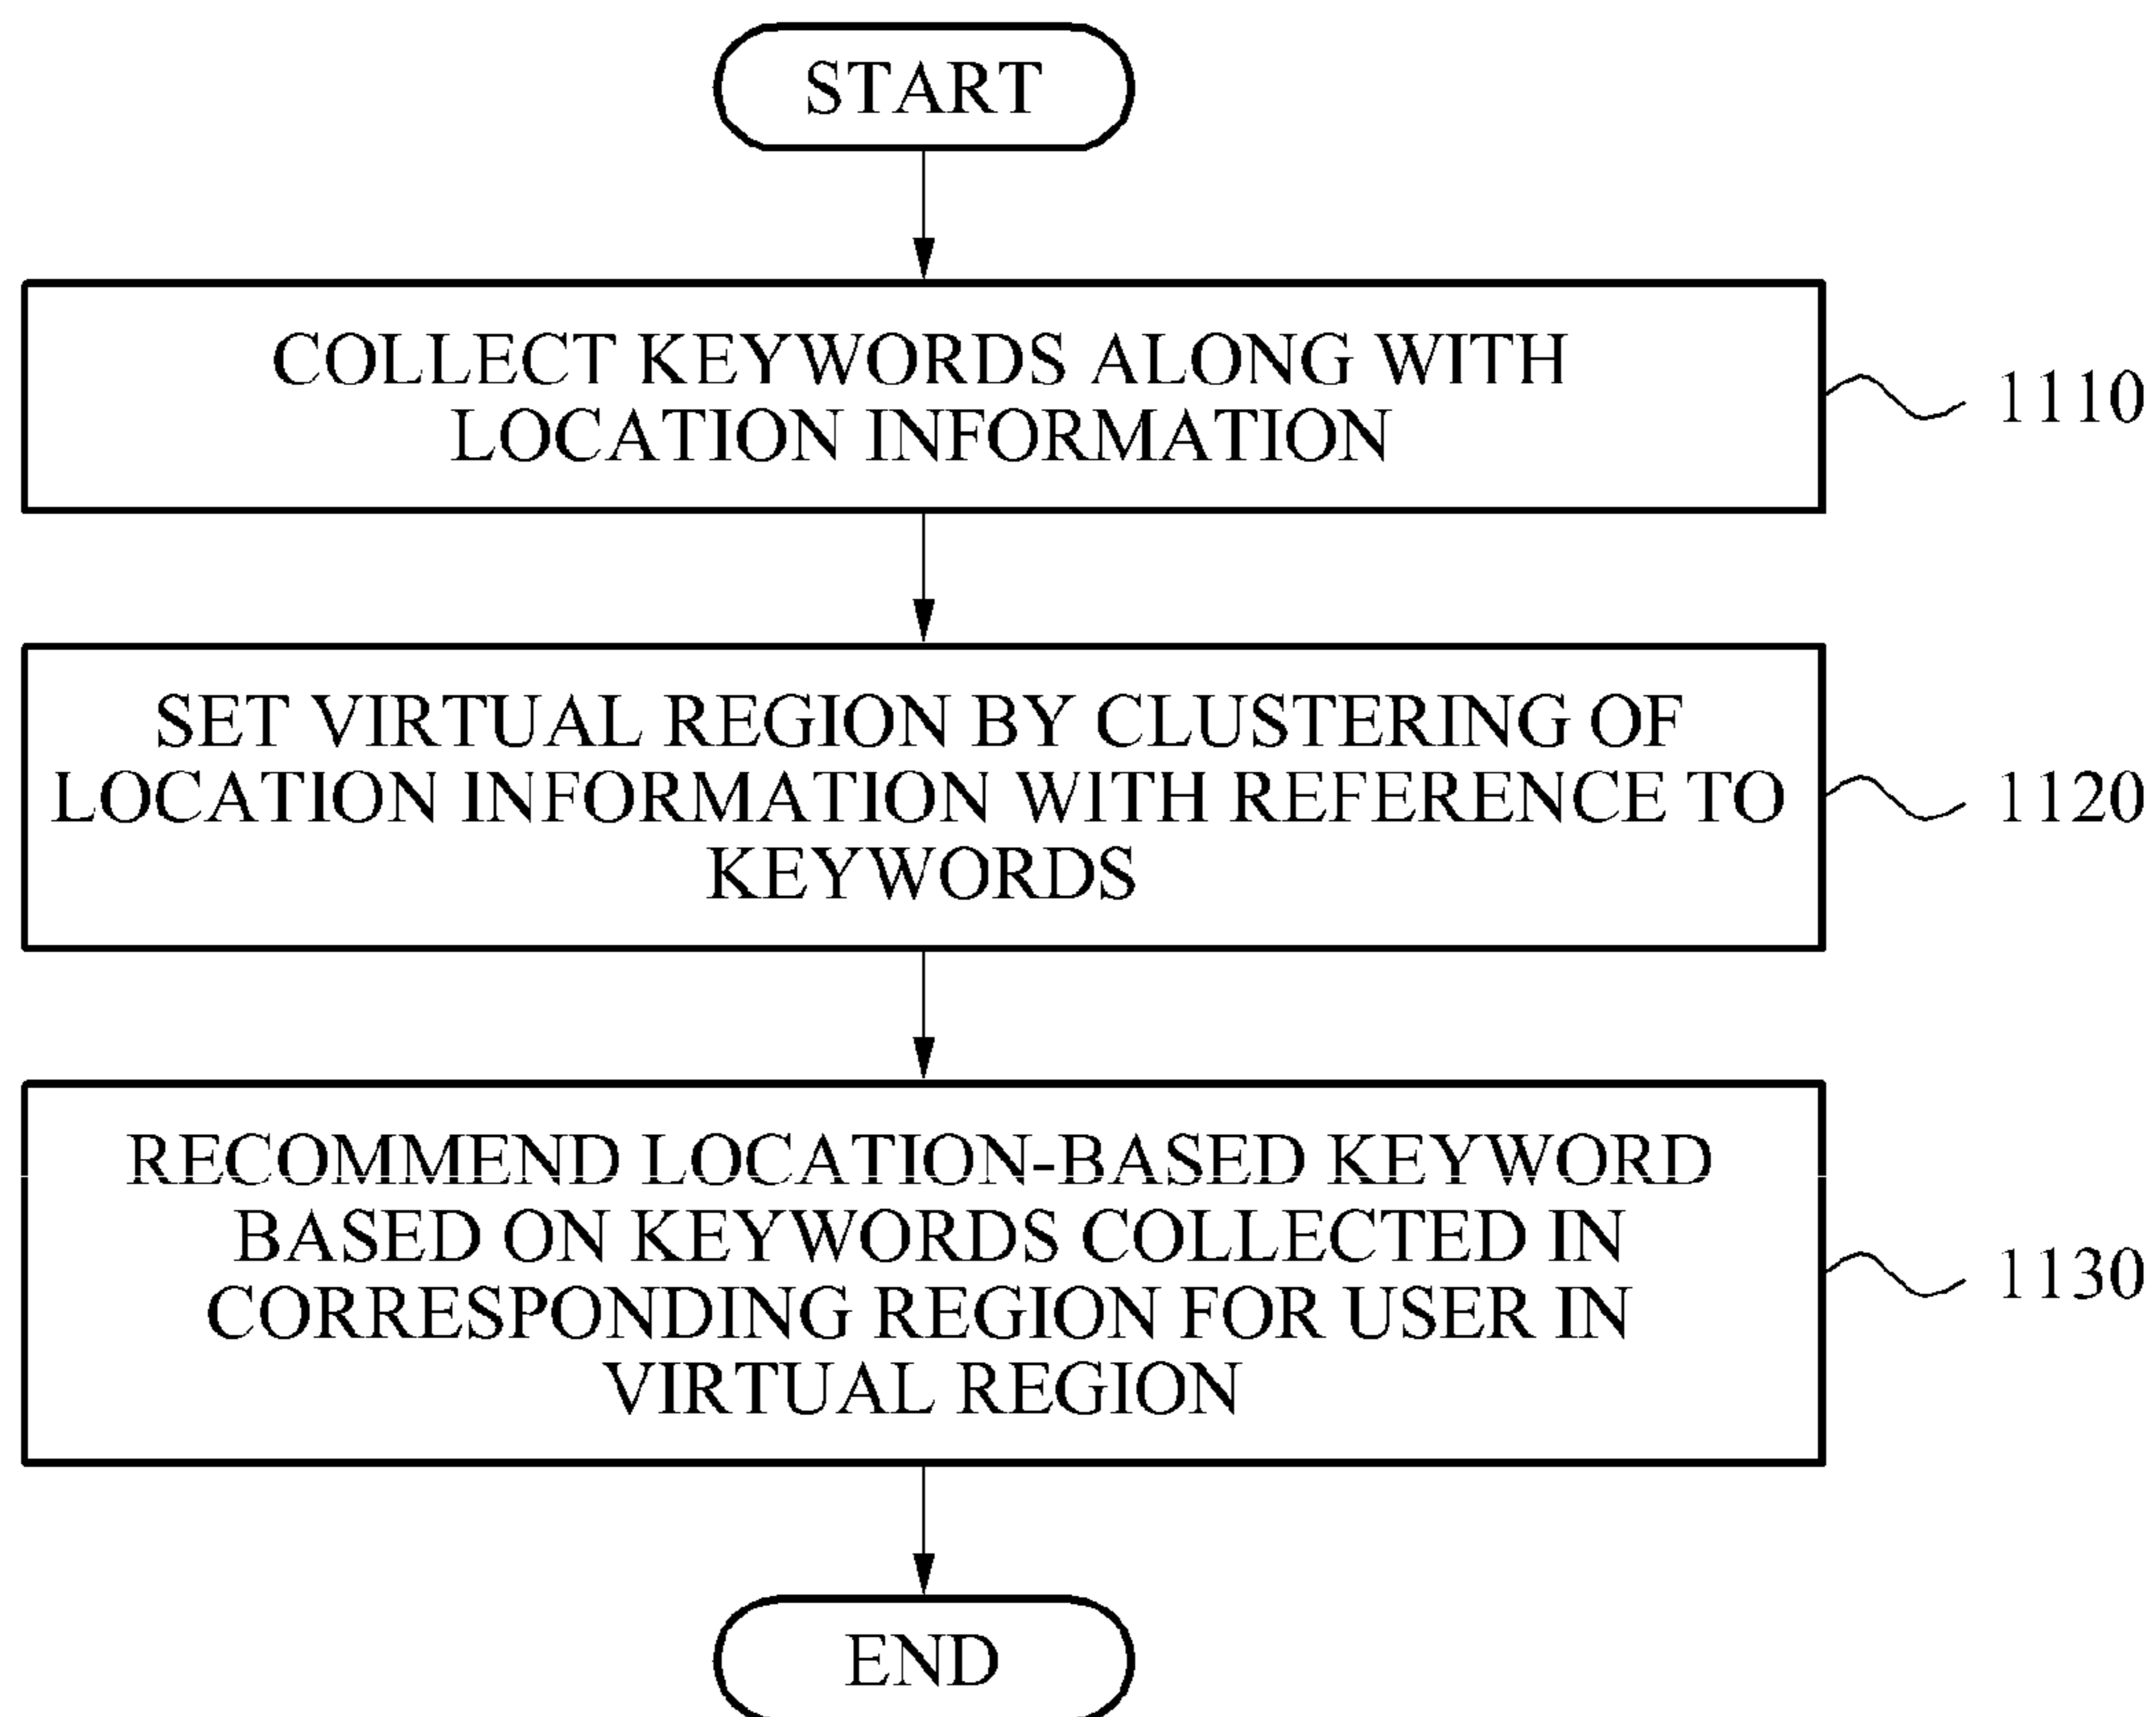 START
COLLECT KEYWORDS ALONG WITH
LOCATION INFORMATION
1110
SET VIRTUAL REGION BY CLUSTERING OF
LOCATION INFORMATION WITH REFERENCE TO
KEYWORDS
1120
RECOMMEND LOCATION-BASED KEYWORD
BASED ON KEYWORDS COLLECTED IN
CORRESPONDING REGION FOR USER IN
VIRTUAL REGION
1130
END